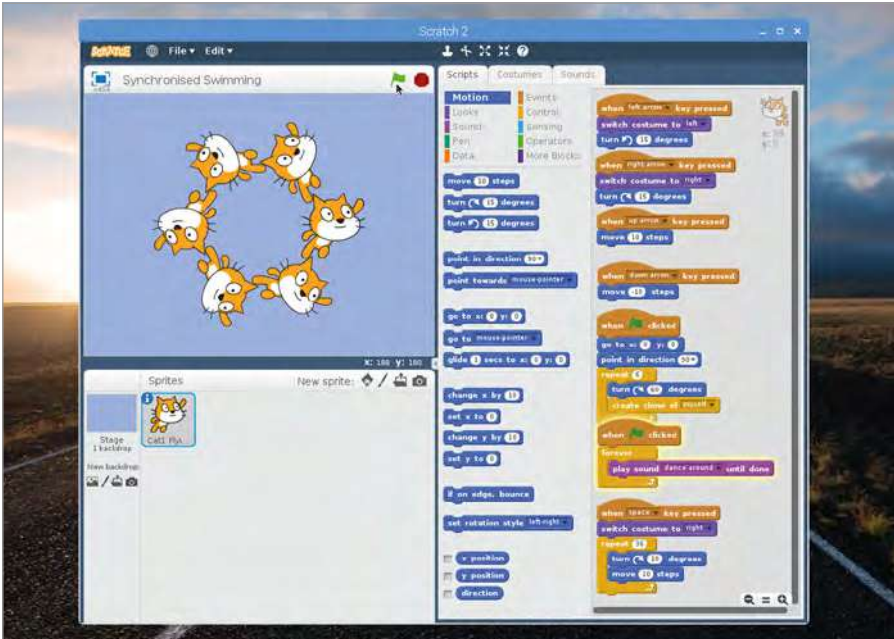 Scratch 2
SCRATCH File Edit
Synchronised Swimming
X: 180 y: 180
Sprites New sprite:
Stage
1 backdrop
New backdrop:
Cat1 Flyi
Scripts Costumes Sounds
Motion Events
Looks Control
Sound Sensing
Pen Operators
Data More Blocks
move 10 steps
turn 15 degrees
turn 15 degrees
point in direction 90
point towards mouse-pointer
go to x: 0 y: 0
go to mouse-pointer
glide 1 secs to x: 0 y: 0
change x by 10
set x to 0
change y by 10
set y to 0
if on edge, bounce
set rotation style left-right
x position
y position
direction
when left arrow key pressed
switch costume to left
turn 15 degrees
when right arrow key pressed
switch costume to right
turn 15 degrees
when up arrow key pressed
move 10 steps
when down arrow key pressed
move -10 steps
when clicked
go to x: 0 y: 0
point in direction 90
repeat 6
turn 60 degrees
create clone of myself
when clicked
forever
play sound dance around until done
when space key pressed
switch costume to right
repeat 36
turn 10 degrees
move 10 steps